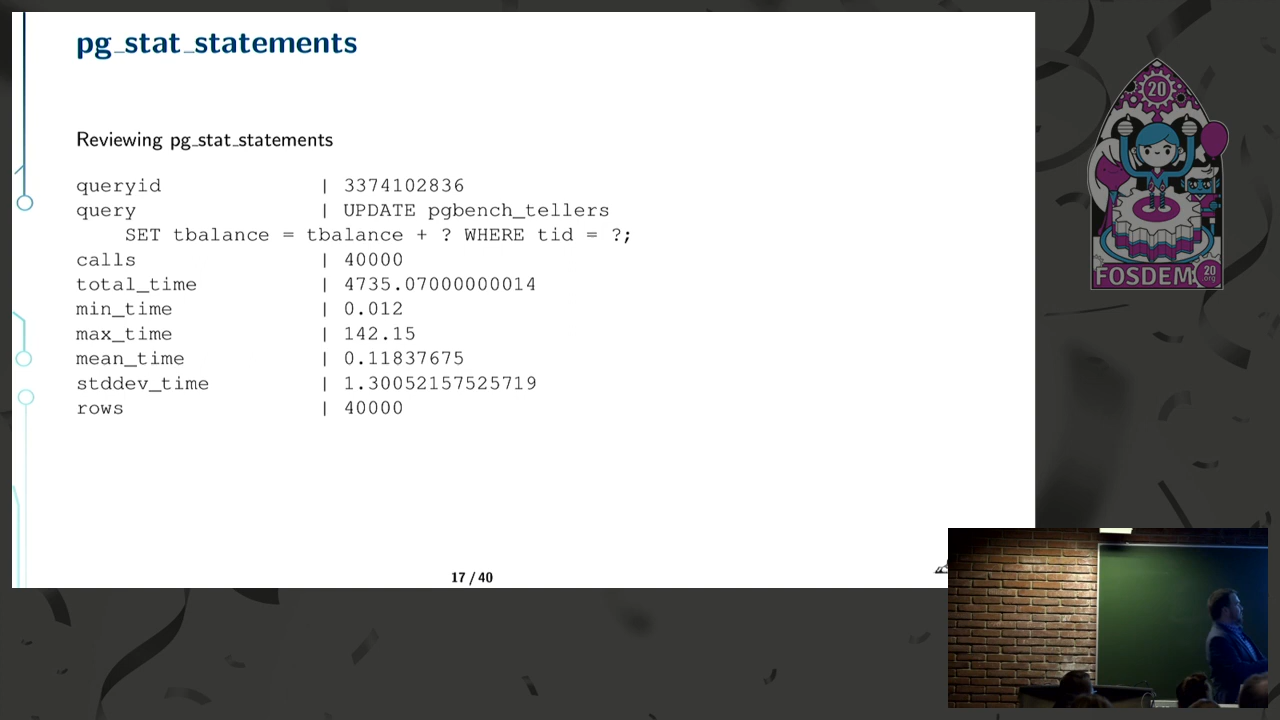 pg_stat_statements
Reviewing pg_stat_statements
queryid | 3374102836
query | UPDATE pgbench_tellers
SET tbalance = tbalance + ? WHERE tid = ?;
calls | 40000
total_time | 4735.07000000014
min_time | 0.012
max_time | 142.15
mean_time | 0.11837675
stddev_time | 1.30052157525719
rows | 40000
17 / 40
20
FOSDEM
20
.org